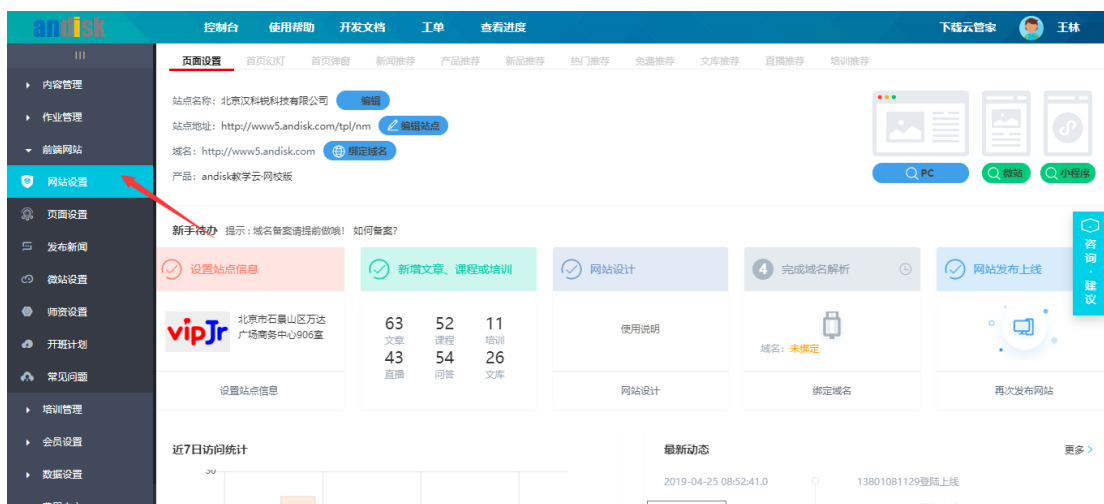 andisk 控制台 使用帮助 开发文档 工单 查看进度 下载云管家 王林
页面设置 首页幻灯 首页弹窗 新闻推荐 产品推荐 新品推荐 热门推荐 免邀推荐 文库推荐 直播推荐 培训推荐
内容管理
作业管理
前端网站
网站设置
页面设置
发布新闻
微站设置
师资设置
开班计划
常见问题
培训管理
会员设置
数据设置
站点名称：北京汉科锐科技有限公司 编辑
站点地址：http://www5.andisk.com/tpl/nm 编辑站点
域名：http://www5.andisk.com 绑定域名
产品：andisk教学云-网校版
PC 微站 小程序
新手待办 提示：域名备案请提前做哦！ 如何备案？
设置站点信息 新增文章、课程或培训 网站设计 4 完成域名解析 网站发布上线
vipJr
北京市石景山区万达
广场商务中心906室
63 52 11
文章 课程 培训
43 54 26
直播 问答 文库
使用说明
域名：未绑定
设置站点信息 网站设计 绑定域名 再次发布网站
咨询·建议
近7日访问统计 最新动态 更多
2019-04-25 08:52:41.0 13801081129登陆上线